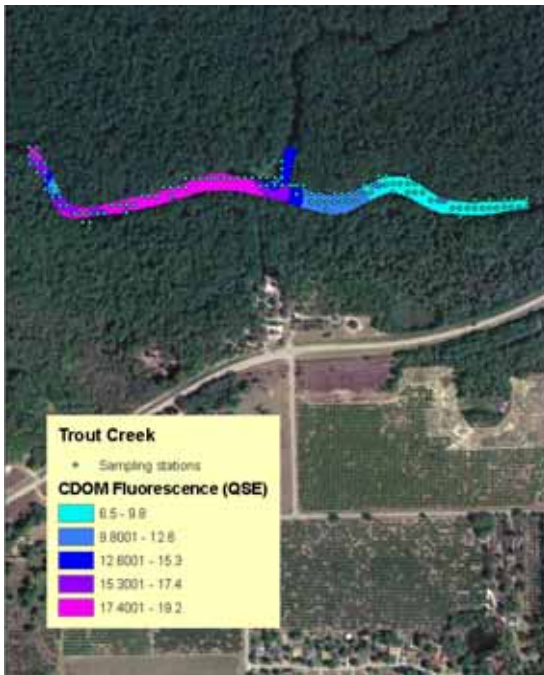 Trout Creek
Sampling stations
CDOM Fluorescence (QSE)
6.5 - 9.8
9.8001 - 12.6
12.6001 - 15.3
15.3001 - 17.4
17.4001 - 19.2